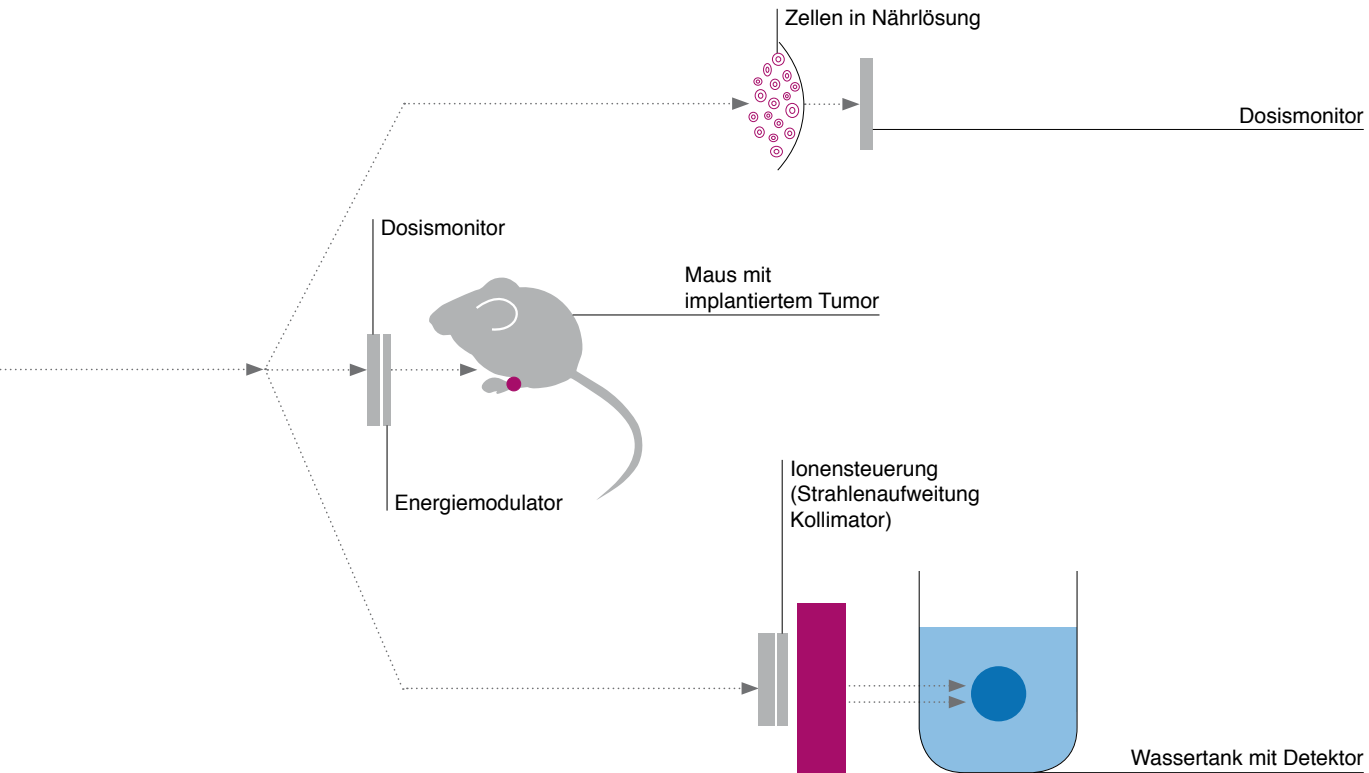 Zellen in Nährlösung
Dosismonitor
Dosismonitor
Maus mit
implantiertem Tumor
Energiemodulator
Ionensteuerung
(Strahlenaufweitung
Kollimator)
Wassertank mit Detektor